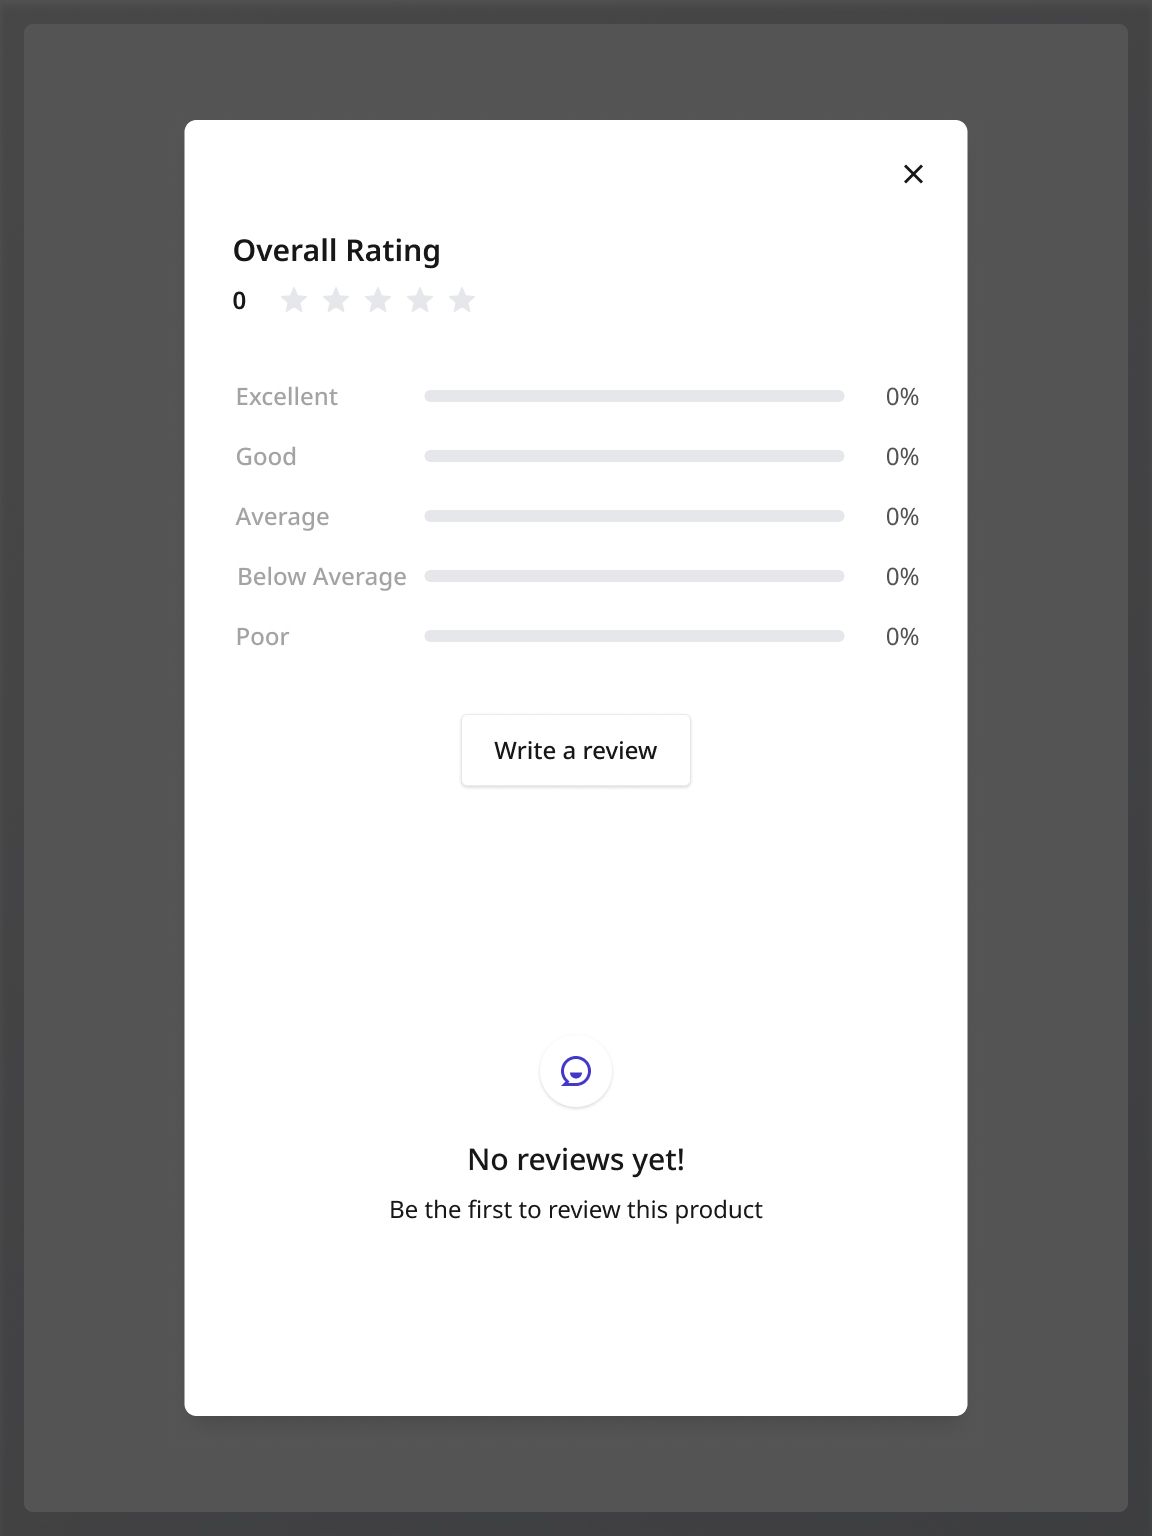 Overall Rating
0
Excellent 0%
Good 0%
Average 0%
Below Average 0%
Poor 0%
Write a review
No reviews yet!
Be the first to review this product